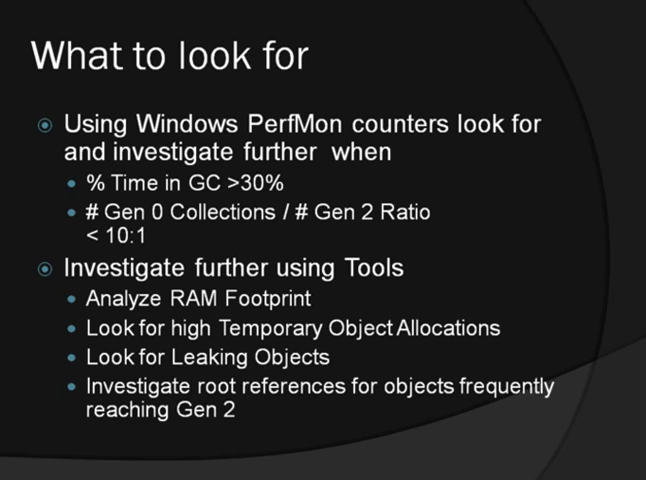 What to look for
Using Windows PerfMon counters look for
and investigate further when
% Time in GC >30%
# Gen 0 Collections / # Gen 2 Ratio
< 10:1
Investigate further using Tools
Analyze RAM Footprint
Look for high Temporary Object Allocations
Look for Leaking Objects
Investigate root references for objects frequently
reaching Gen 2